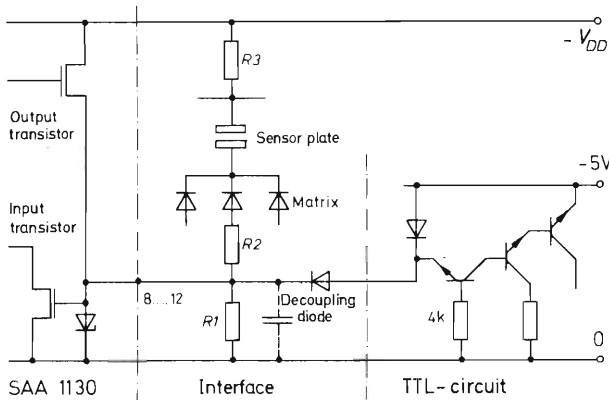 - V_DD
R3
Output
transistor
Sensor plate
-5V
Input
transistor
Matrix
R2
8....12
Decoupling
diode
R1
4k
0
SAA 1130
Interface
TTL-circuit